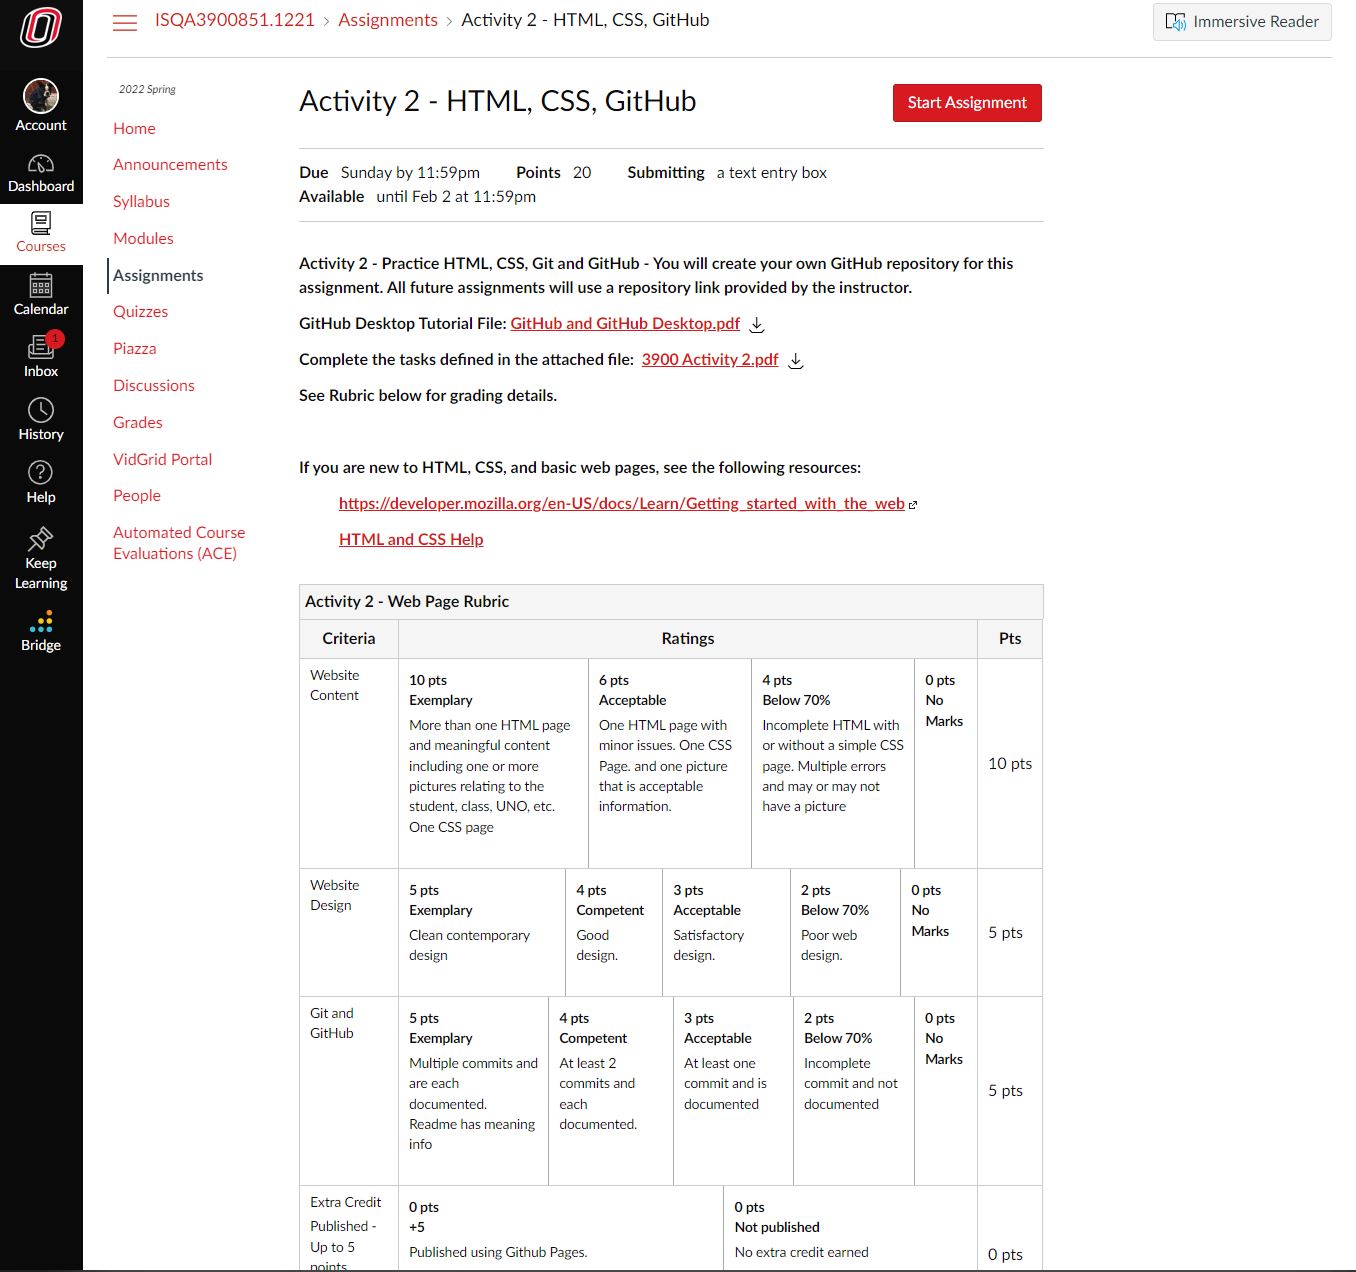 ISQA3900851.1221 › Assignments › Activity 2 - HTML, CSS, GitHub
Immersive Reader
Account
Dashboard
Courses
Calendar
1
Inbox
History
Help
Keep
Learning
Bridge
2022 Spring
Home
Announcements
Syllabus
Modules
Assignments
Quizzes
Piazza
Discussions
Grades
VidGrid Portal
People
Automated Course
Evaluations (ACE)
Activity 2 - HTML, CSS, GitHub
Start Assignment
Due Sunday by 11:59pm Points 20 Submitting a text entry box
Available until Feb 2 at 11:59pm
Activity 2 - Practice HTML, CSS, Git and GitHub - You will create your own GitHub repository for this
assignment. All future assignments will use a repository link provided by the instructor.
GitHub Desktop Tutorial File: GitHub and GitHub Desktop.pdf
Complete the tasks defined in the attached file: 3900 Activity 2.pdf
See Rubric below for grading details.
If you are new to HTML, CSS, and basic web pages, see the following resources:
https://developer.mozilla.org/en-US/docs/Learn/Getting_started_with_the_web
HTML and CSS Help
Activity 2 - Web Page Rubric
Criteria Ratings Pts
Website
Content
10 pts
Exemplary
More than one HTML page
and meaningful content
including one or more
pictures relating to the
student, class, UNO, etc.
One CSS page
6 pts
Acceptable
One HTML page with
minor issues. One CSS
Page. and one picture
that is acceptable
information.
4 pts
Below 70%
Incomplete HTML with
or without a simple CSS
page. Multiple errors
and may or may not
have a picture
0 pts
No
Marks
10 pts
Website
Design
5 pts
Exemplary
Clean contemporary
design
4 pts
Competent
Good
design.
3 pts
Acceptable
Satisfactory
design.
2 pts
Below 70%
Poor web
design.
0 pts
No
Marks
5 pts
Git and
GitHub
5 pts
Exemplary
Multiple commits and
are each
documented.
Readme has meaning
info
4 pts
Competent
At least 2
commits and
each
documented.
3 pts
Acceptable
At least one
commit and is
documented
2 pts
Below 70%
Incomplete
commit and not
documented
0 pts
No
Marks
5 pts
Extra Credit
Published -
Up to 5
points
0 pts
+5
Published using Github Pages.
0 pts
Not published
No extra credit earned
0 pts